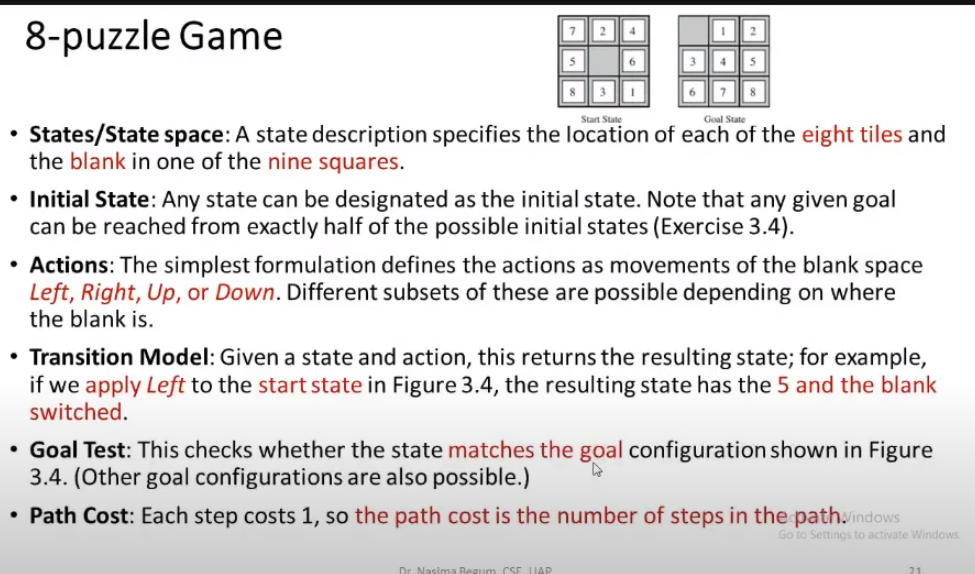 8-puzzle Game
7 2 4
5 6
8 3 1
Start State
1 2
3 4 5
6 7 8
Goal State
• States/State space: A state description specifies the location of each of the eight tiles and
the blank in one of the nine squares.
• Initial State: Any state can be designated as the initial state. Note that any given goal
can be reached from exactly half of the possible initial states (Exercise 3.4).
• Actions: The simplest formulation defines the actions as movements of the blank space
Left, Right, Up, or Down. Different subsets of these are possible depending on where
the blank is.
• Transition Model: Given a state and action, this returns the resulting state; for example,
if we apply Left to the start state in Figure 3.4, the resulting state has the 5 and the blank
switched.
• Goal Test: This checks whether the state matches the goal configuration shown in Figure
3.4. (Other goal configurations are also possible.)
• Path Cost: Each step costs 1, so the path cost is the number of steps in the path.
Activate Windows
Go to Settings to activate Windows.
Dr. Nasima Begum, CSE, UAP
21